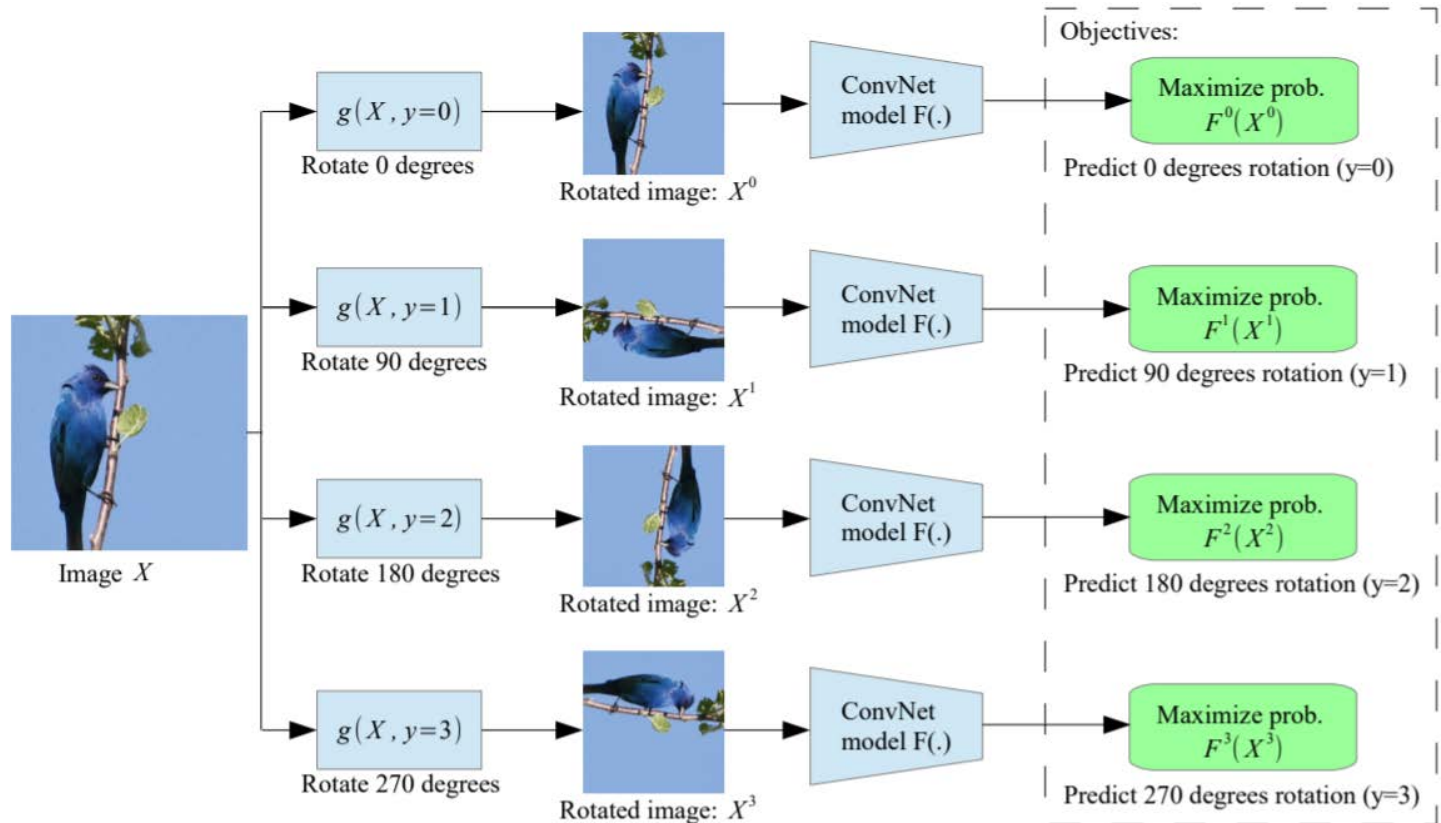 Objectives:
g(X, y=0)
Rotate 0 degrees
Rotated image: X^0
ConvNet
model F(.)
Maximize prob.
F^0(X^0)
Predict 0 degrees rotation (y=0)
g(X, y=1)
Rotate 90 degrees
Rotated image: X^1
ConvNet
model F(.)
Maximize prob.
F^1(X^1)
Predict 90 degrees rotation (y=1)
Image X
g(X, y=2)
Rotate 180 degrees
Rotated image: X^2
ConvNet
model F(.)
Maximize prob.
F^2(X^2)
Predict 180 degrees rotation (y=2)
g(X, y=3)
Rotate 270 degrees
Rotated image: X^3
ConvNet
model F(.)
Maximize prob.
F^3(X^3)
Predict 270 degrees rotation (y=3)